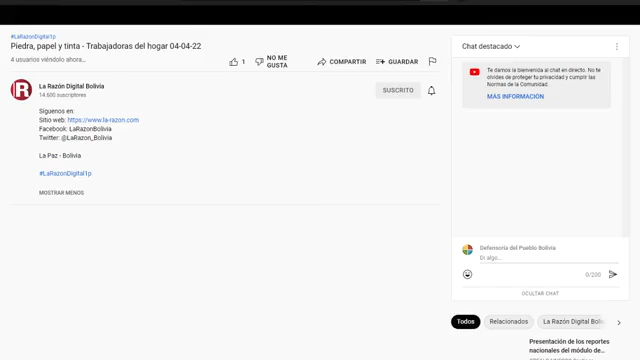 #LaRazonDigital1p
Piedra, papel y tinta - Trabajadoras del hogar 04-04-22
4 usuarios viéndolo ahora...
1
NO ME GUSTA
COMPARTIR
GUARDAR
La Razón Digital Bolivia
14.600 suscriptores
SUSCRITO
Síguenos en:
Sitio web: https://www.la-razon.com
Facebook: LaRazonBolivia
Twitter: @LaRazon_Bolivia
La Paz - Bolivia
#LaRazonDigital1p
MOSTRAR MENOS
Chat destacado
Te damos la bienvenida al chat en directo. No te
olvides de proteger tu privacidad y cumplir las
Normas de la Comunidad.
MÁS INFORMACIÓN
Defensoría del Pueblo Bolivia
Di algo...
0/200
OCULTAR CHAT
Todos
Relacionados
La Razón Digital Boli
Presentación de los reportes
nacionales del módulo de...